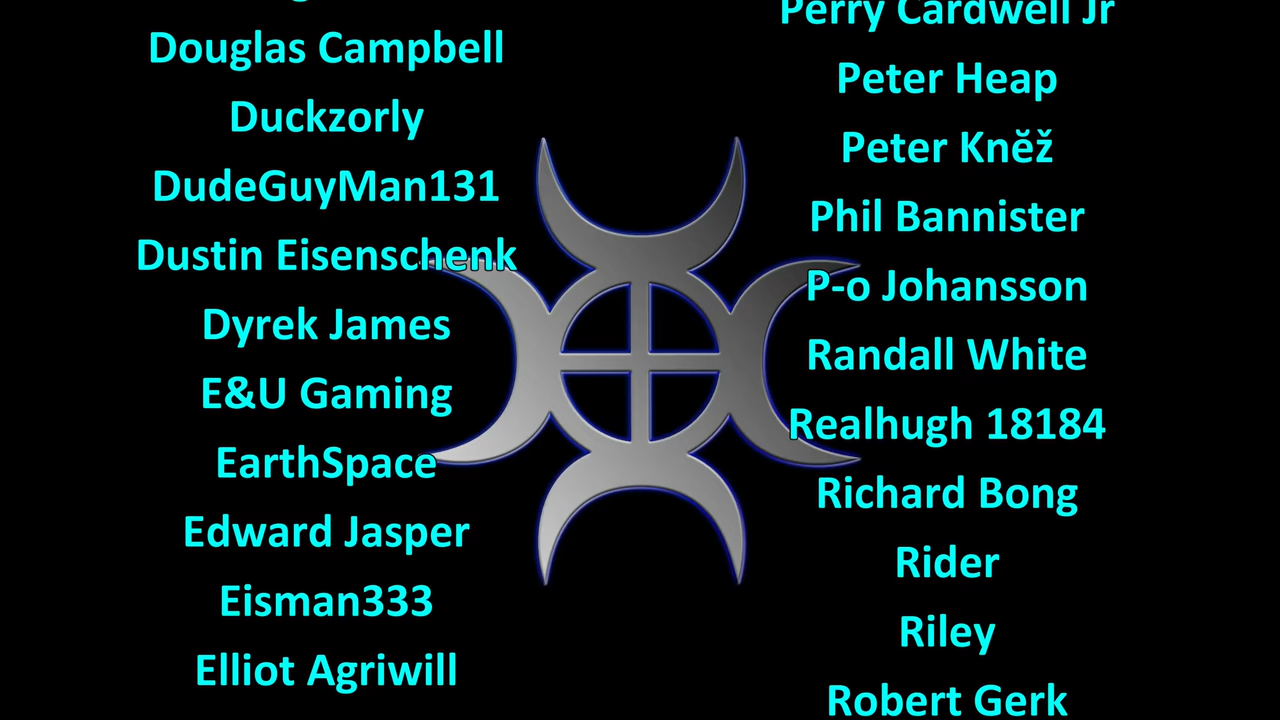 Douglas Campbell
Duckzorly
DudeGuyMan131
Dustin Eisenschenk
Dyrek James
E&U Gaming
EarthSpace
Edward Jasper
Eisman333
Elliot Agriwill
Perry Cardwell Jr
Peter Heap
Peter Kněž
Phil Bannister
P-o Johansson
Randall White
Realhugh 18184
Richard Bong
Rider
Riley
Robert Gerk